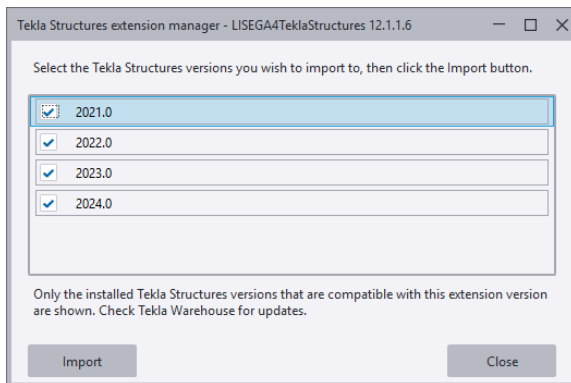 Tekla Structures extension manager - LISEGA4TeklaStructures 12.1.1.6
Select the Tekla Structures versions you wish to import to, then click the Import button.
2021.0
2022.0
2023.0
2024.0
Only the installed Tekla Structures versions that are compatible with this extension version
are shown. Check Tekla Warehouse for updates.
Import
Close